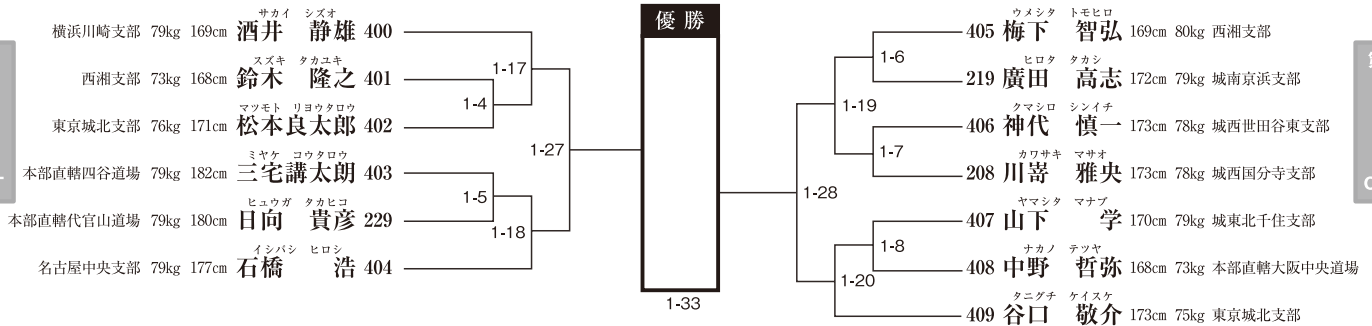 優勝
サカイ シズオ
横浜川崎支部 79kg 169cm 酒井 静雄 400
スズキ タカユキ
西湘支部 73kg 168cm 鈴木 隆之 401
マツモト リヨウタロウ
東京城北支部 76kg 171cm 松本良太郎 402
ミヤケ コウタロウ
本部直轄四谷道場 79kg 182cm 三宅講太朗 403
ヒュウガ タカヒコ
本部直轄代官山道場 79kg 180cm 日向 貴彦 229
イシバシ ヒロシ
名古屋中央支部 79kg 177cm 石橋 浩 404
1-17
1-4
1-27
1-5
1-18
1-33
ウメシタ トモヒロ
405 梅下 智弘 169cm 80kg 西湘支部
ヒロタ タカシ
219 廣田 高志 172cm 79kg 城南京浜支部
クマシロ シンイチ
406 神代 慎一 173cm 78kg 城西世田谷東支部
カワサキ マサオ
208 川嵜 雅央 173cm 78kg 城西国分寺支部
ヤマシタ マナブ
407 山下 学 170cm 79kg 城東北千住支部
ナカノ テツヤ
408 中野 哲弥 168cm 73kg 本部直轄大阪中央道場
タニグチ ケイスケ
409 谷口 敬介 173cm 75kg 東京城北支部
1-6
1-19
1-7
1-28
1-8
1-20